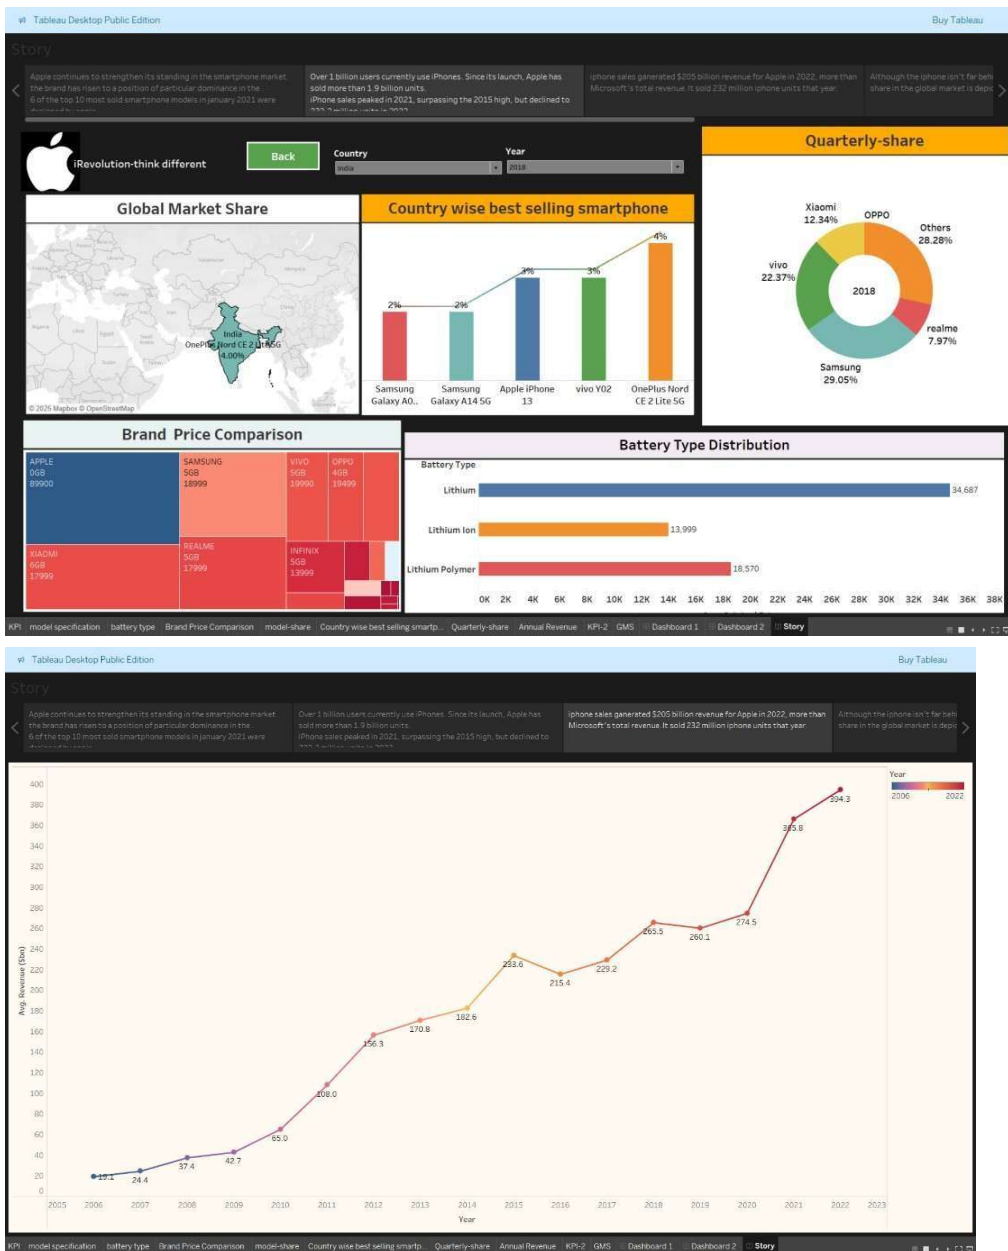 Tableau Desktop Public Edition
Buy Tableau
Story
Apple continues to strengthen its standing in the smartphone market.
the brand has risen to a position of particular dominance in the
6 of the top 10 most sold smartphone models in january 2021 were
Over 1 billion users currently use iPhones. Since its launch, Apple has
sold more than 1.9 billion units.
iPhone sales peaked in 2021, surpassing the 2015 high, but declined to
iphone sales ganerated $205 billion revenue for Apple in 2022, more than
Microsoft's total revenue. It sold 232 million iphone units that year.
Although the iphone isn't far beh
share in the global market is depic
iRevolution-think different
Back
Country
India
Year
2018
Quarterly-share
Xiaomi
12.34%
OPPO
Others
28.28%
vivo
22.37%
2018
realme
7.97%
Samsung
29.05%
Global Market Share
India
OnePlus Nord CE 2 Lite 5G
4.00%
© 2025 Mapbox © OpenStreetMap
Country wise best selling smartphone
2%
2%
3%
3%
4%
Samsung
Galaxy A0..
Samsung
Galaxy A14 5G
Apple iPhone
13
vivo Y02
OnePlus Nord
CE 2 Lite 5G
Brand Price Comparison
APPLE
0GB
89900
SAMSUNG
5GB
18999
VIVO
5GB
19990
OPPO
4GB
19499
XIAOMI
6GB
17999
REALME
5GB
17999
INFINIX
5GB
13999
Battery Type Distribution
Battery Type
Lithium
34,687
Lithium Ion
13,999
Lithium Polymer
18,570
0K 2K 4K 6K 8K 10K 12K 14K 16K 18K 20K 22K 24K 26K 28K 30K 32K 34K 36K 38K
KPI model specification battery type Brand Price Comparison model-share Country wise best selling smartp... Quarterly-share Annual Revenue KPI-2 GMS Dashboard 1 Dashboard 2 Story
Tableau Desktop Public Edition
Buy Tableau
Story
Apple continues to strengthen its standing in the smartphone market.
the brand has risen to a position of particular dominance in the
6 of the top 10 most sold smartphone models in january 2021 were
Over 1 billion users currently use iPhones. Since its launch, Apple has
sold more than 1.9 billion units.
iPhone sales peaked in 2021, surpassing the 2015 high, but declined to
iphone sales ganerated $205 billion revenue for Apple in 2022, more than
Microsoft's total revenue. It sold 232 million iphone units that year.
Although the iphone isn't far behi
share in the global market is depic
Year
2006 2022
Avg. Revenue ($bn)
400
380
360
340
320
300
280
260
240
220
200
180
160
140
120
100
80
60
40
20
0
19.1
24.4
37.4
42.7
65.0
108.0
156.3
170.8
182.6
233.6
215.4
229.2
265.5
260.1
274.5
365.8
394.3
2005 2006 2007 2008 2009 2010 2011 2012 2013 2014 2015 2016 2017 2018 2019 2020 2021 2022 2023
Year
KPI model specification battery type Brand Price Comparison model-share Country wise best selling smartp... Quarterly-share Annual Revenue KPI-2 GMS Dashboard 1 Dashboard 2 Story